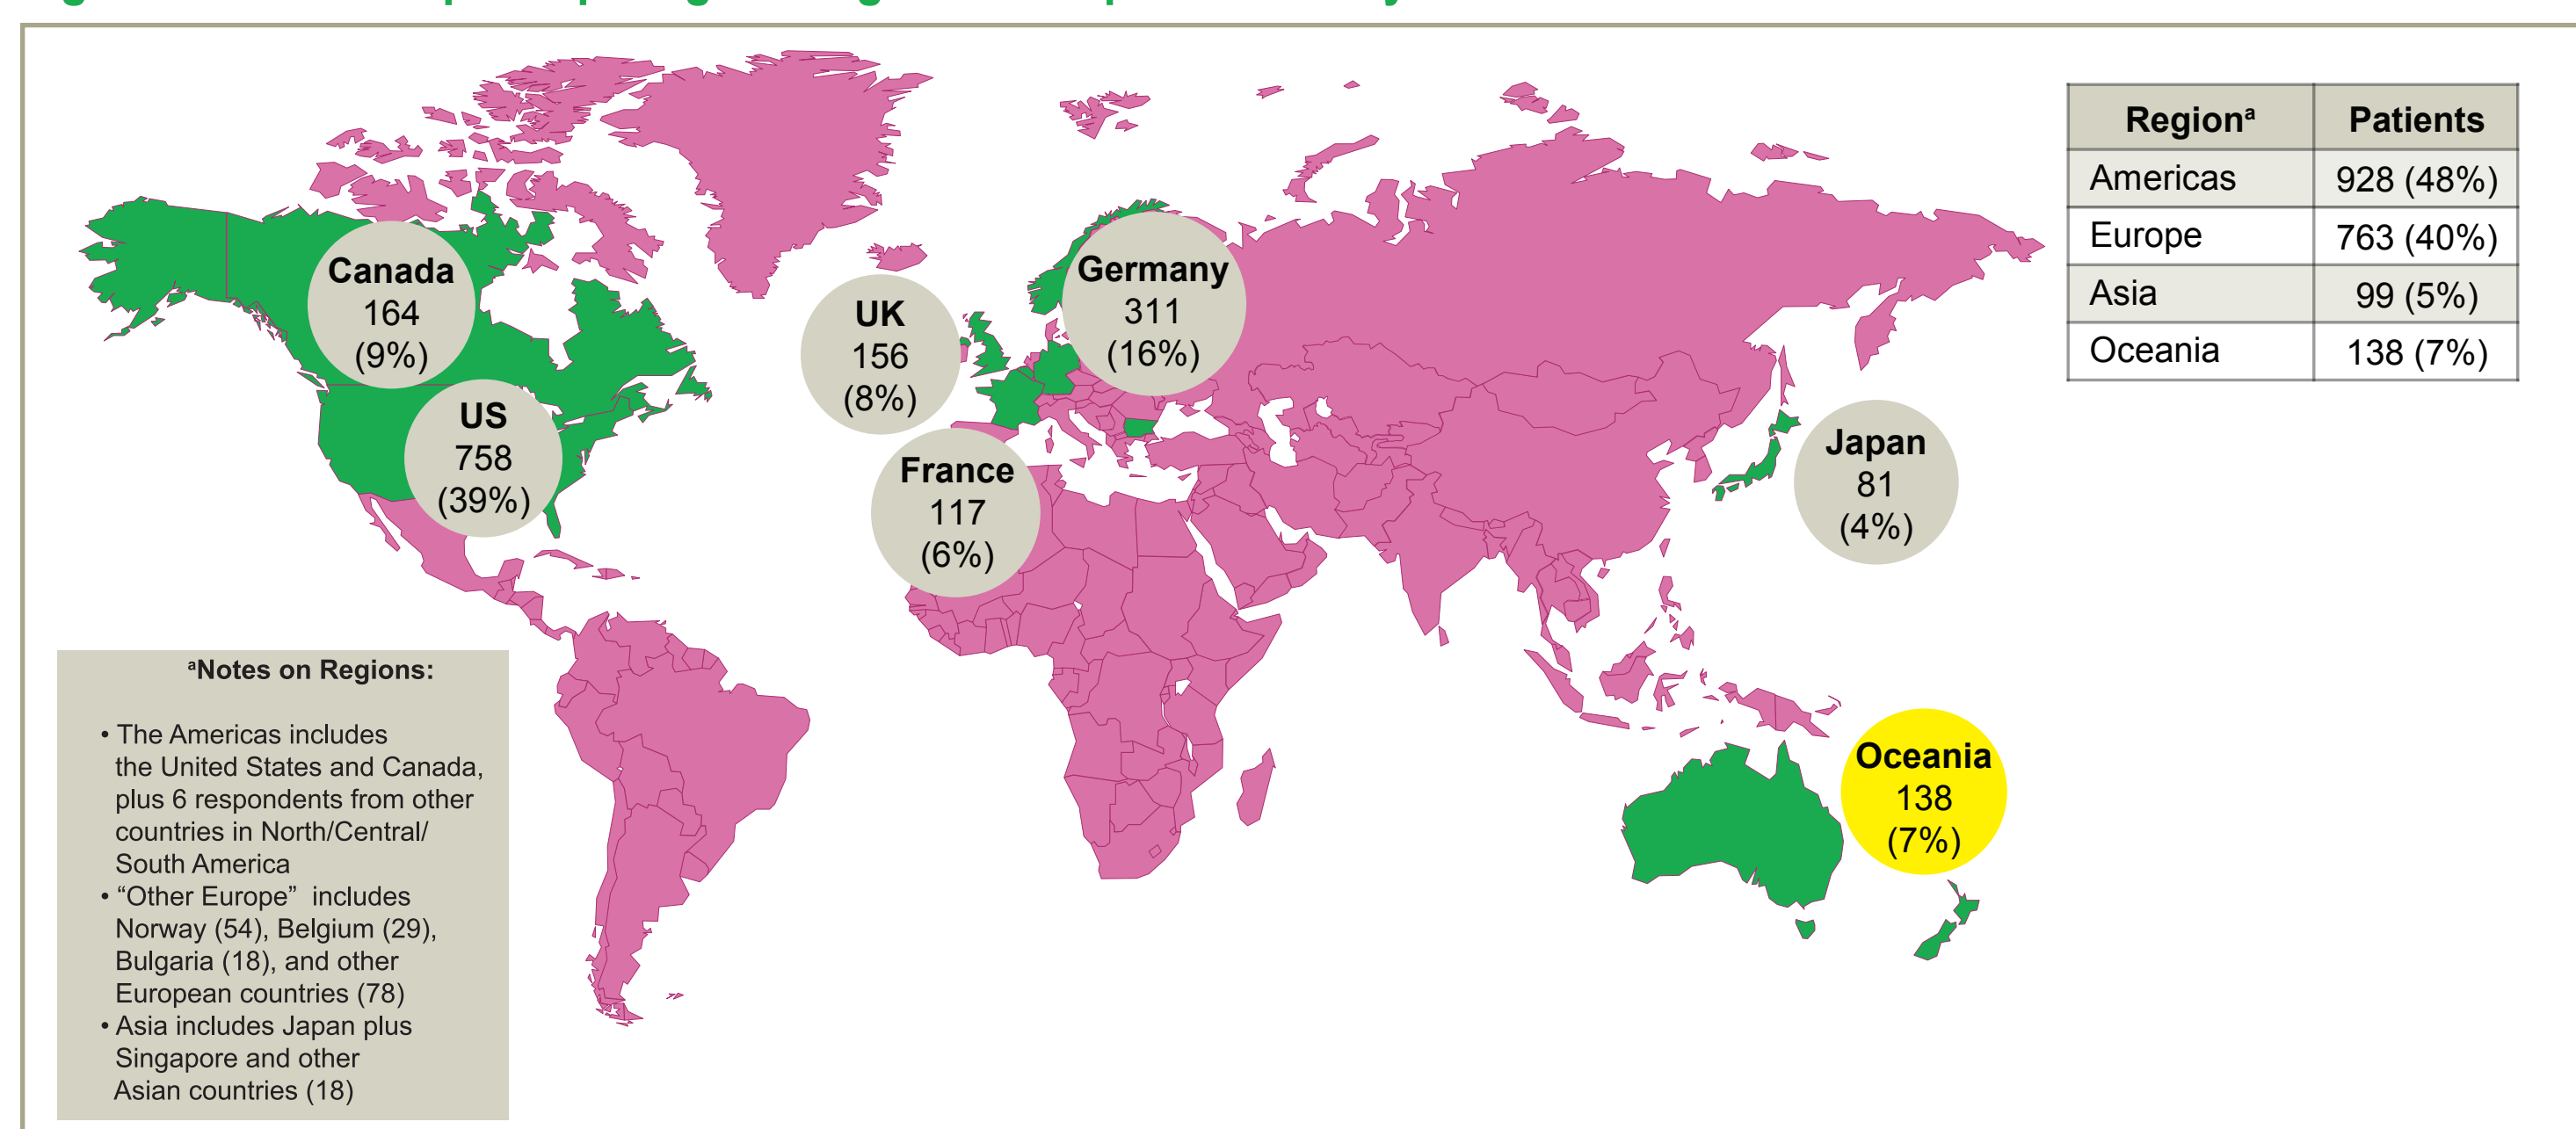 Canada
164
(9%)
US
758
(39%)
UK
156
(8%)
Germany
311
(16%)
France
117
(6%)
Japan
81
(4%)
Oceania
138
(7%)
Regionᵃ Patients
Americas 928 (48%)
Europe 763 (40%)
Asia 99 (5%)
Oceania 138 (7%)
ᵃNotes on Regions:
• The Americas includes
the United States and Canada,
plus 6 respondents from other
countries in North/Central/
South America
• “Other Europe” includes
Norway (54), Belgium (29),
Bulgaria (18), and other
European countries (78)
• Asia includes Japan plus
Singapore and other
Asian countries (18)